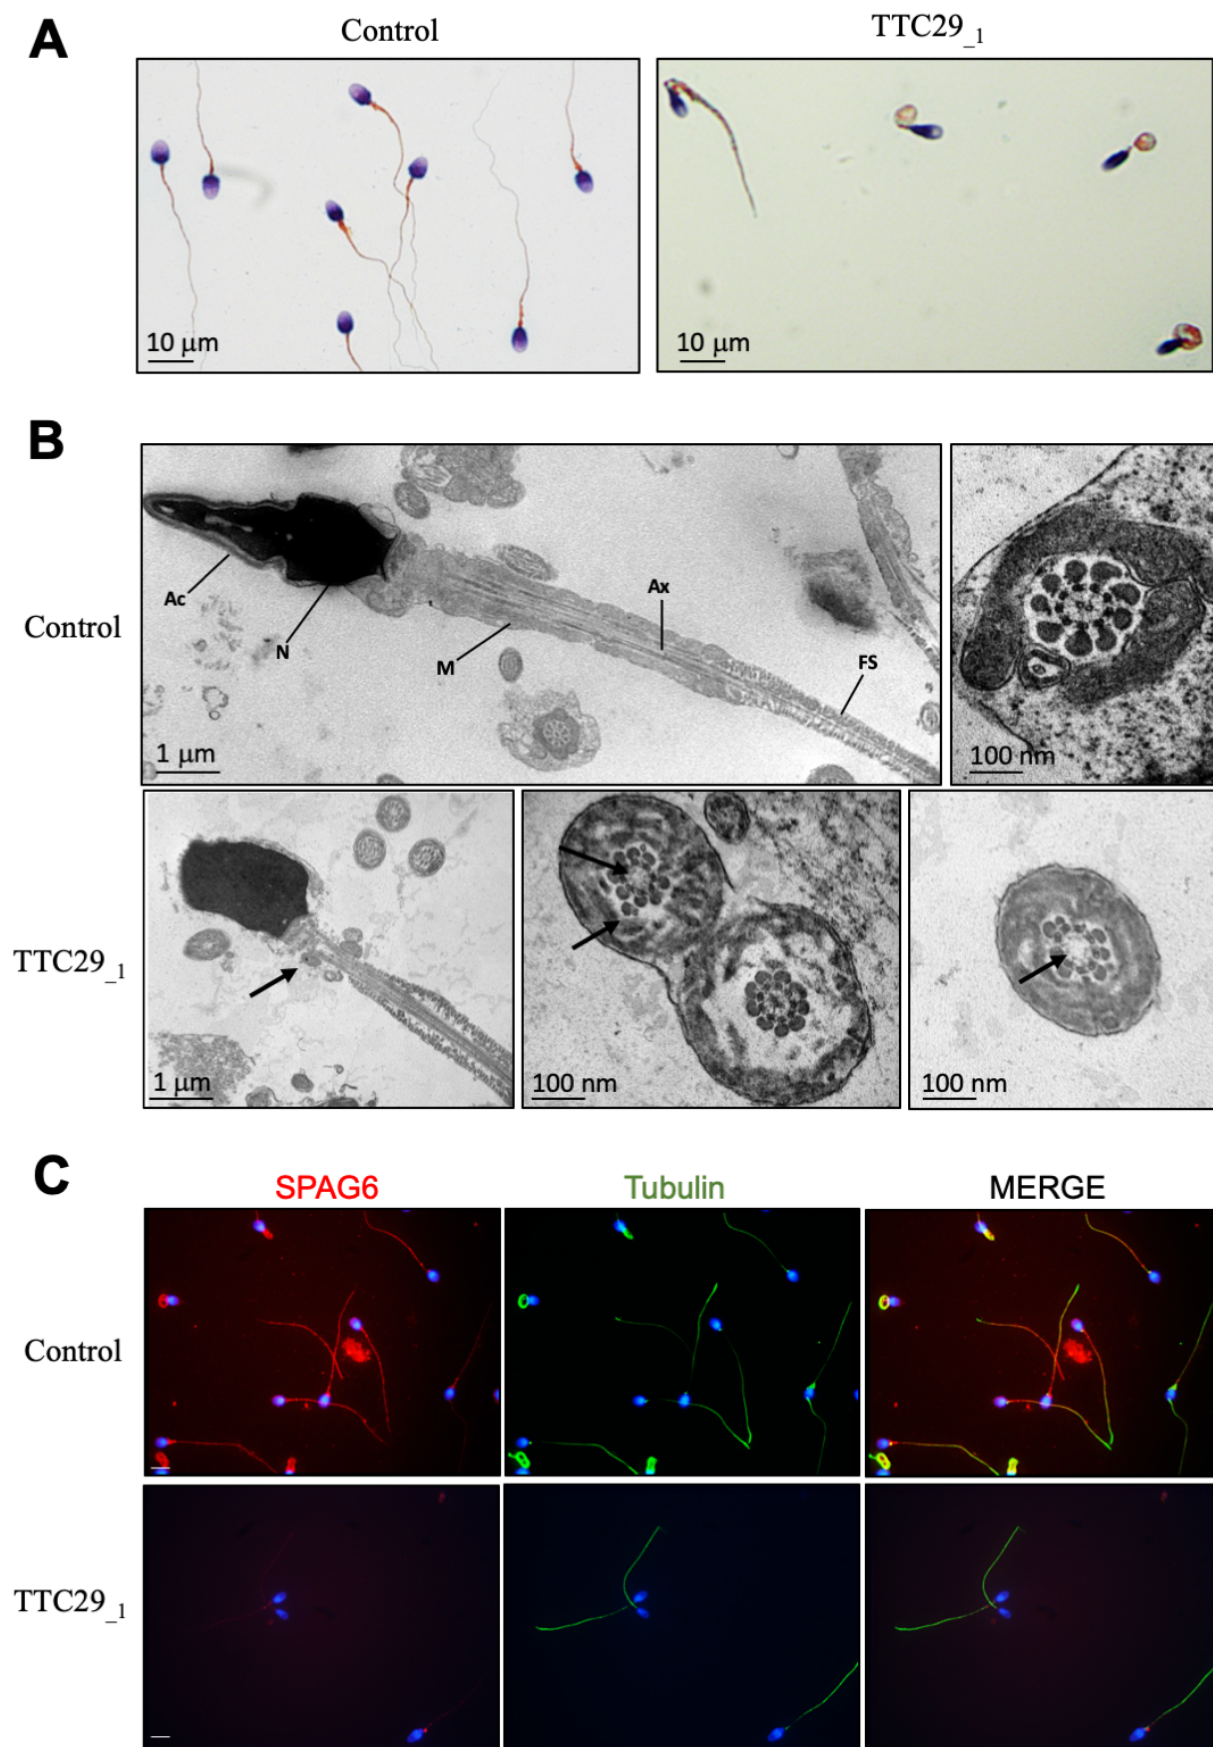 A
Control
TTC29_1
10 μm
10 μm
B
Control
Ac
N
M
Ax
FS
1 μm
100 nm
TTC29_1
1 μm
100 nm
100 nm
C
SPAG6
Tubulin
MERGE
Control
TTC29_1